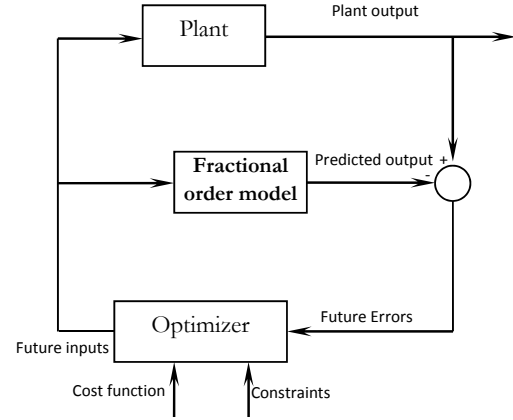 Plant output
Plant
Fractional
order model
Predicted output
+
-
Optimizer
Future Errors
Future inputs
Cost function
Constraints